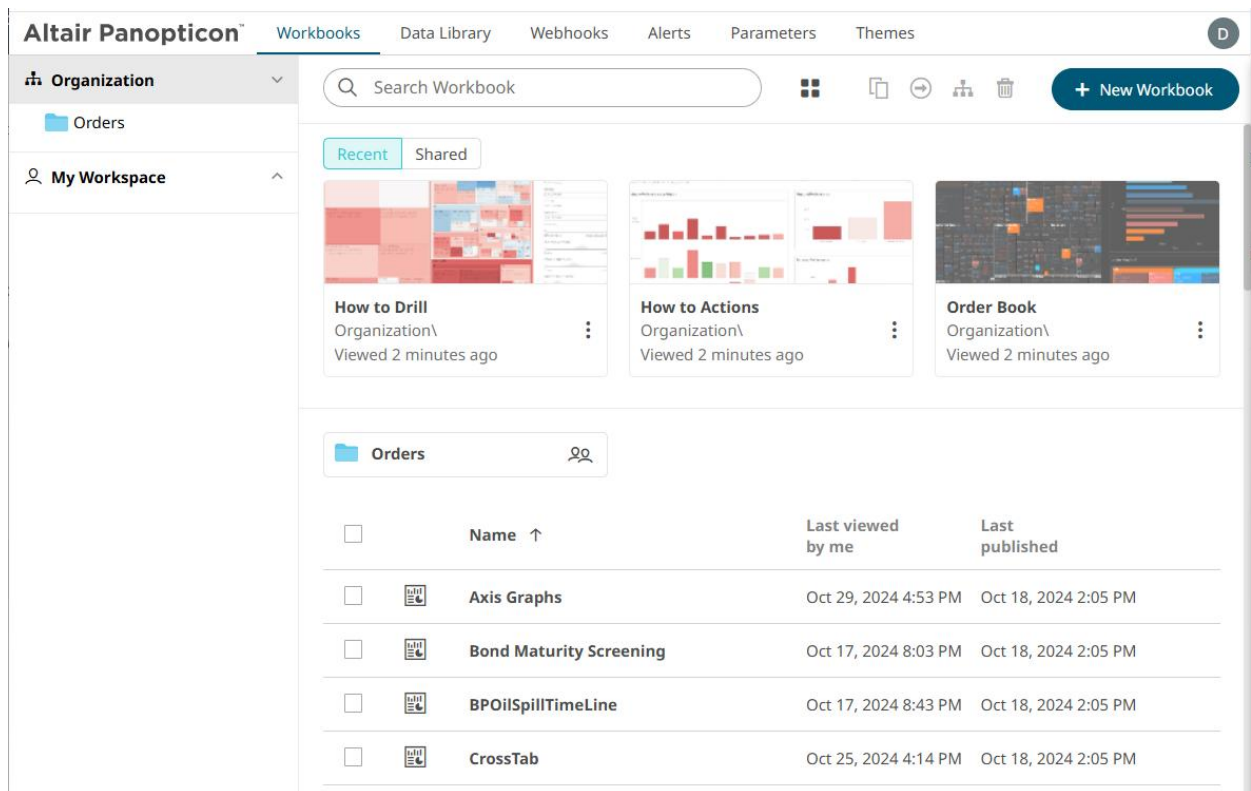 Altair Panopticon™ Workbooks Data Library Webhooks Alerts Parameters Themes D
Organization
Orders
My Workspace
Search Workbook
+ New Workbook
Recent Shared
How to Drill
Organization\
Viewed 2 minutes ago
How to Actions
Organization\
Viewed 2 minutes ago
Order Book
Organization\
Viewed 2 minutes ago
Orders
Name ↑ Last viewed by me Last published
Axis Graphs Oct 29, 2024 4:53 PM Oct 18, 2024 2:05 PM
Bond Maturity Screening Oct 17, 2024 8:03 PM Oct 18, 2024 2:05 PM
BPOilSpillTimeLine Oct 17, 2024 8:43 PM Oct 18, 2024 2:05 PM
CrossTab Oct 25, 2024 4:14 PM Oct 18, 2024 2:05 PM